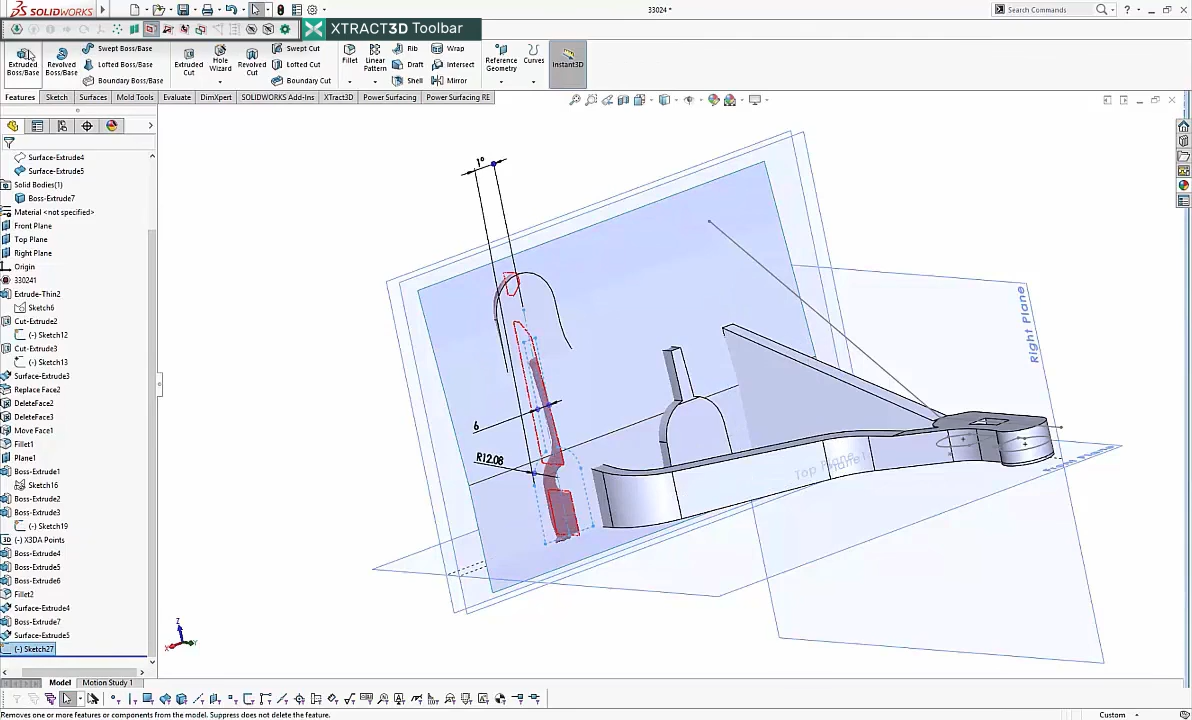 SOLIDWORKS
33024 *
Search Commands
XTRACT3D Toolbar
Extruded Boss/Base
Revolved Boss/Base
Swept Boss/Base
Lofted Boss/Base
Boundary Boss/Base
Extruded Cut
Hole Wizard
Revolved Cut
Swept Cut
Lofted Cut
Boundary Cut
Fillet
Linear Pattern
Rib
Draft
Shell
Wrap
Intersect
Mirror
Reference Geometry
Curves
Instant3D
Features
Sketch
Surfaces
Mold Tools
Evaluate
DimXpert
SOLIDWORKS Add-Ins
XTract3D
Power Surfacing
Power Surfacing RE
Surface-Extrude4
Surface-Extrude5
Solid Bodies(1)
Boss-Extrude7
Material <not specified>
Front Plane
Top Plane
Right Plane
Origin
330241
Extrude-Thin2
Sketch6
Cut-Extrude2
(-) Sketch12
Cut-Extrude3
(-) Sketch13
Surface-Extrude3
Replace Face2
DeleteFace2
DeleteFace3
Move Face1
Fillet1
Plane1
Boss-Extrude1
Sketch16
Boss-Extrude2
Boss-Extrude3
(-) Sketch19
(-) X3DA Points
Boss-Extrude4
Boss-Extrude5
Boss-Extrude6
Fillet2
Surface-Extrude4
Boss-Extrude7
Surface-Extrude5
(-) Sketch27
1°
6
R12.08
Right Plane
Top Plane
Plane1
Z
X
Y
Model
Motion Study 1
Removes one or more features or components from the model. Suppress does not delete the feature.
Custom